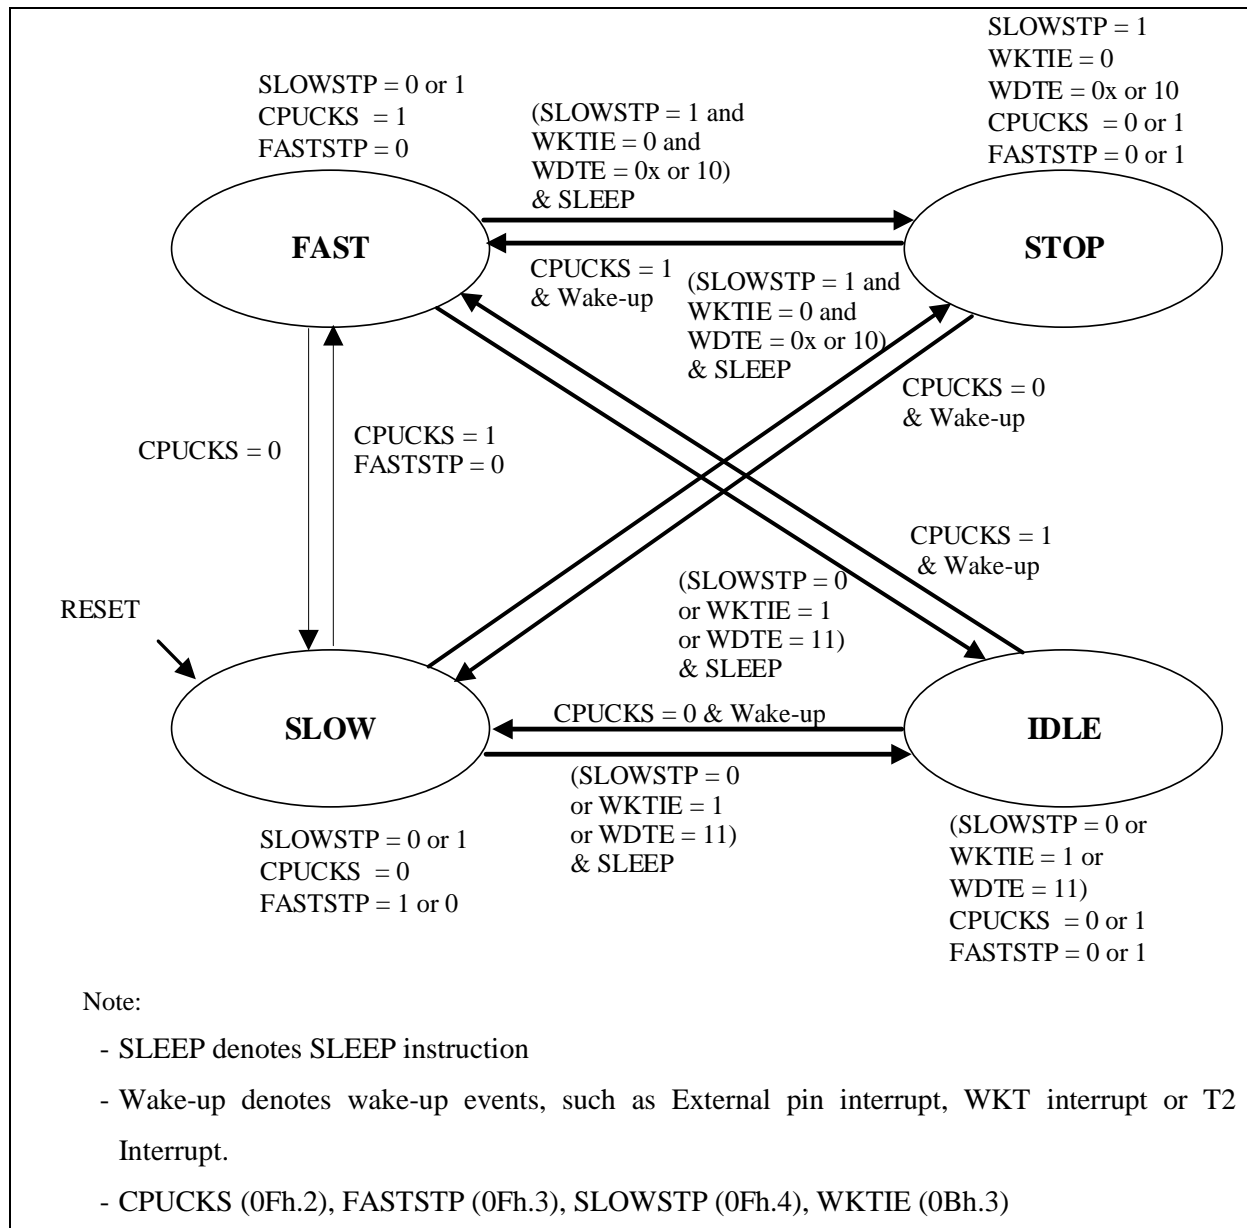 SLOWSTP = 0 or 1
CPUCKS = 1
FASTSTP = 0
(SLOWSTP = 1 and
WKTIE = 0 and
WDTE = 0x or 10)
& SLEEP
SLOWSTP = 1
WKTIE = 0
WDTE = 0x or 10
CPUCKS = 0 or 1
FASTSTP = 0 or 1
FAST
STOP
CPUCKS = 1
& Wake-up
(SLOWSTP = 1 and
WKTIE = 0 and
WDTE = 0x or 10)
& SLEEP
CPUCKS = 0
& Wake-up
CPUCKS = 0
CPUCKS = 1
FASTSTP = 0
CPUCKS = 1
& Wake-up
(SLOWSTP = 0
or WKTIE = 1
or WDTE = 11)
& SLEEP
RESET
SLOW
CPUCKS = 0 & Wake-up
IDLE
(SLOWSTP = 0
or WKTIE = 1
or WDTE = 11)
& SLEEP
SLOWSTP = 0 or 1
CPUCKS = 0
FASTSTP = 1 or 0
(SLOWSTP = 0 or
WKTIE = 1 or
WDTE = 11)
CPUCKS = 0 or 1
FASTSTP = 0 or 1
Note:
- SLEEP denotes SLEEP instruction
- Wake-up denotes wake-up events, such as External pin interrupt, WKT interrupt or T2
Interrupt.
- CPUCKS (0Fh.2), FASTSTP (0Fh.3), SLOWSTP (0Fh.4), WKTIE (0Bh.3)